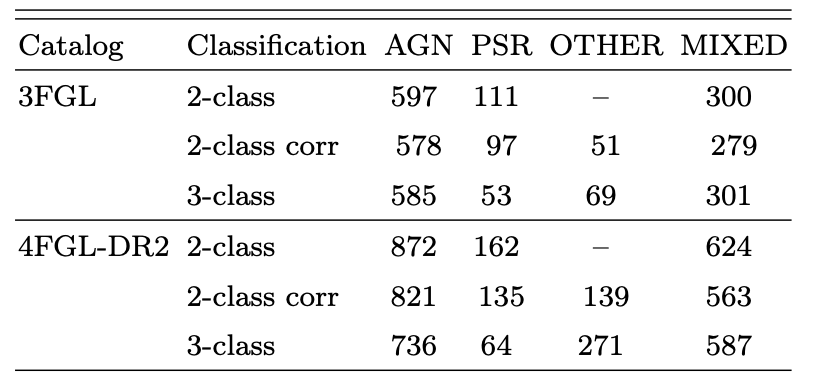 Catalog Classification AGN PSR OTHER MIXED
3FGL 2-class 597 111 – 300
2-class corr 578 97 51 279
3-class 585 53 69 301
4FGL-DR2 2-class 872 162 – 624
2-class corr 821 135 139 563
3-class 736 64 271 587